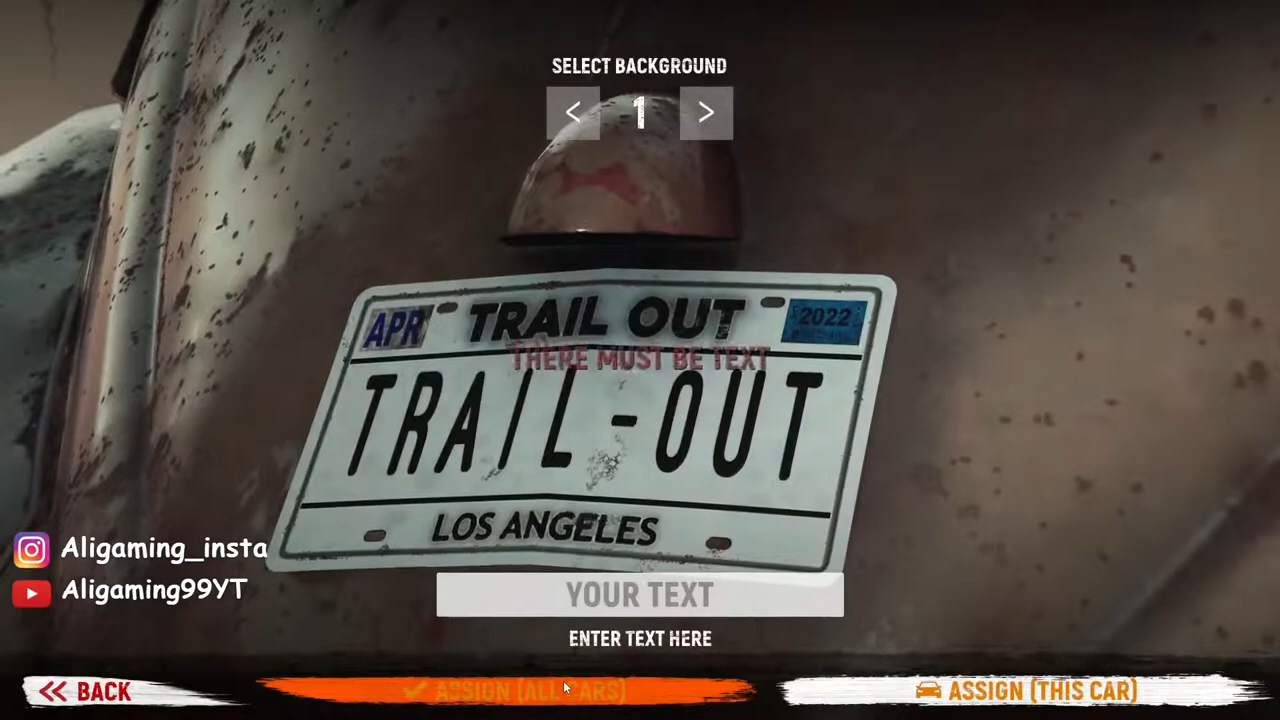 SELECT BACKGROUND
< 1 >
APR TRAIL OUT 2022
THERE MUST BE TEXT
TRAIL-OUT
LOS ANGELES
Aligaming_insta
Aligaming99YT
YOUR TEXT
ENTER TEXT HERE
BACK
ASSIGN (ALL CARS)
ASSIGN (THIS CAR)